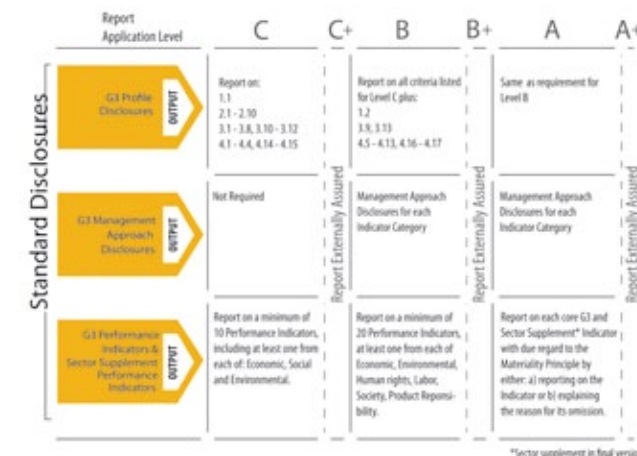 Report
Application Level
C
C+
B
B+
A
A+
Standard Disclosures
G3 Profile
Disclosures
OUTPUT
Report on:
1.1
2.1 - 2.10
3.1 - 3.8, 3.10 - 3.12
4.1 - 4.4, 4.14 - 4.15
Report on all criteria listed
for Level C plus:
1.2
3.9, 3.13
4.5 - 4.13, 4.16 - 4.17
Same as requirement for
Level B
G3 Management
Approach
Disclosures
OUTPUT
Not Required
Report Externally Assured
Management Approach
Disclosures for each
Indicator Category
Report Externally Assured
Management Approach
Disclosures for each
Indicator Category
Report Externally Assured
G3 Performance
Indicators &
Sector Supplement
Performance
Indicators
OUTPUT
Report on a minimum of
10 Performance Indicators,
including at least one from
each of: Economic, Social
and Environmental.
Report on a minimum of
20 Performance Indicators,
at least one from each of
Economic, Environmental,
Human rights, Labor,
Society, Product Reponsi-
bility.
Report on each core G3 and
Sector Supplement* Indicator
with due regard to the
Materiality Principle by
either: a) reporting on the
Indicator or b) explaining
the reason for its omission.
*Sector supplement in final versio